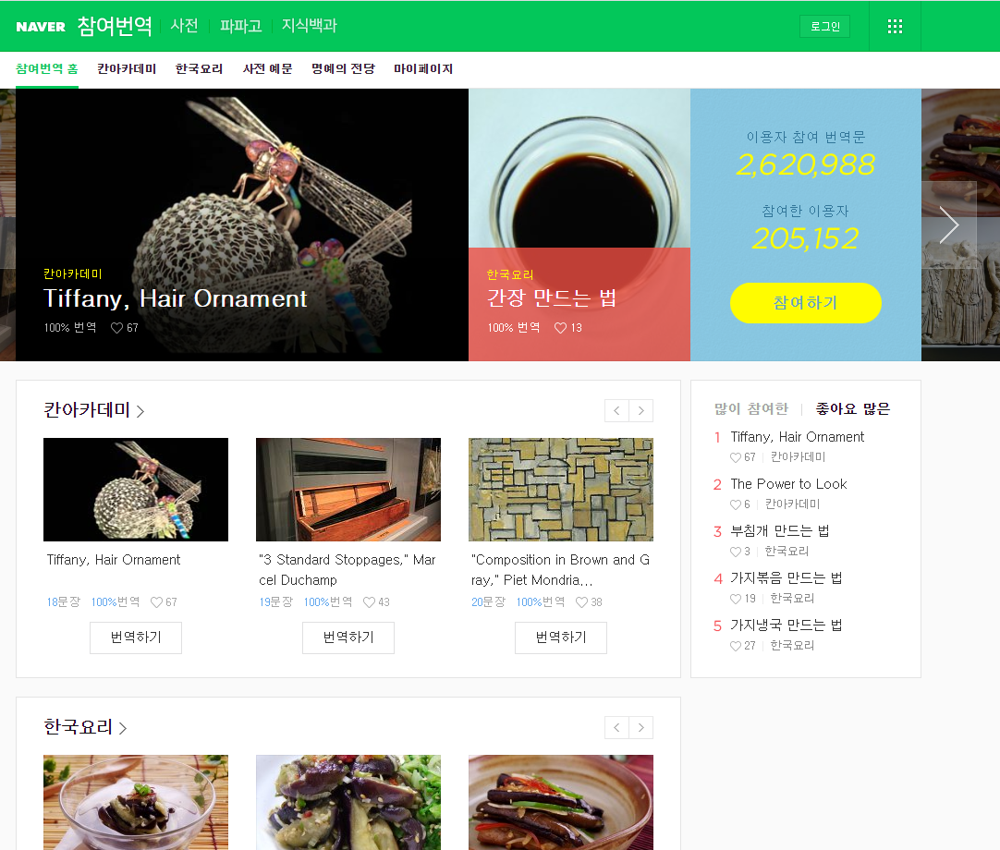 NAVER 참여번역 사전 파파고 지식백과 로그인
참여번역 홈 칸아카데미 한국요리 사전 예문 명예의 전당 마이페이지
칸아카데미
Tiffany, Hair Ornament
100% 번역 67
한국요리
간장 만드는 법
100% 번역 13
이용자 참여 번역문
2,620,988
참여한 이용자
205,152
참여하기
칸아카데미
Tiffany, Hair Ornament
18문장 100%번역 67
번역하기
"3 Standard Stoppages," Mar
cel Duchamp
19문장 100%번역 43
번역하기
"Composition in Brown and G
ray," Piet Mondria...
20문장 100%번역 38
번역하기
많이 참여한 좋아요 많은
1 Tiffany, Hair Ornament
67 칸아카데미
2 The Power to Look
6 칸아카데미
3 부침개 만드는 법
3 한국요리
4 가지볶음 만드는 법
19 한국요리
5 가지냉국 만드는 법
27 한국요리
한국요리